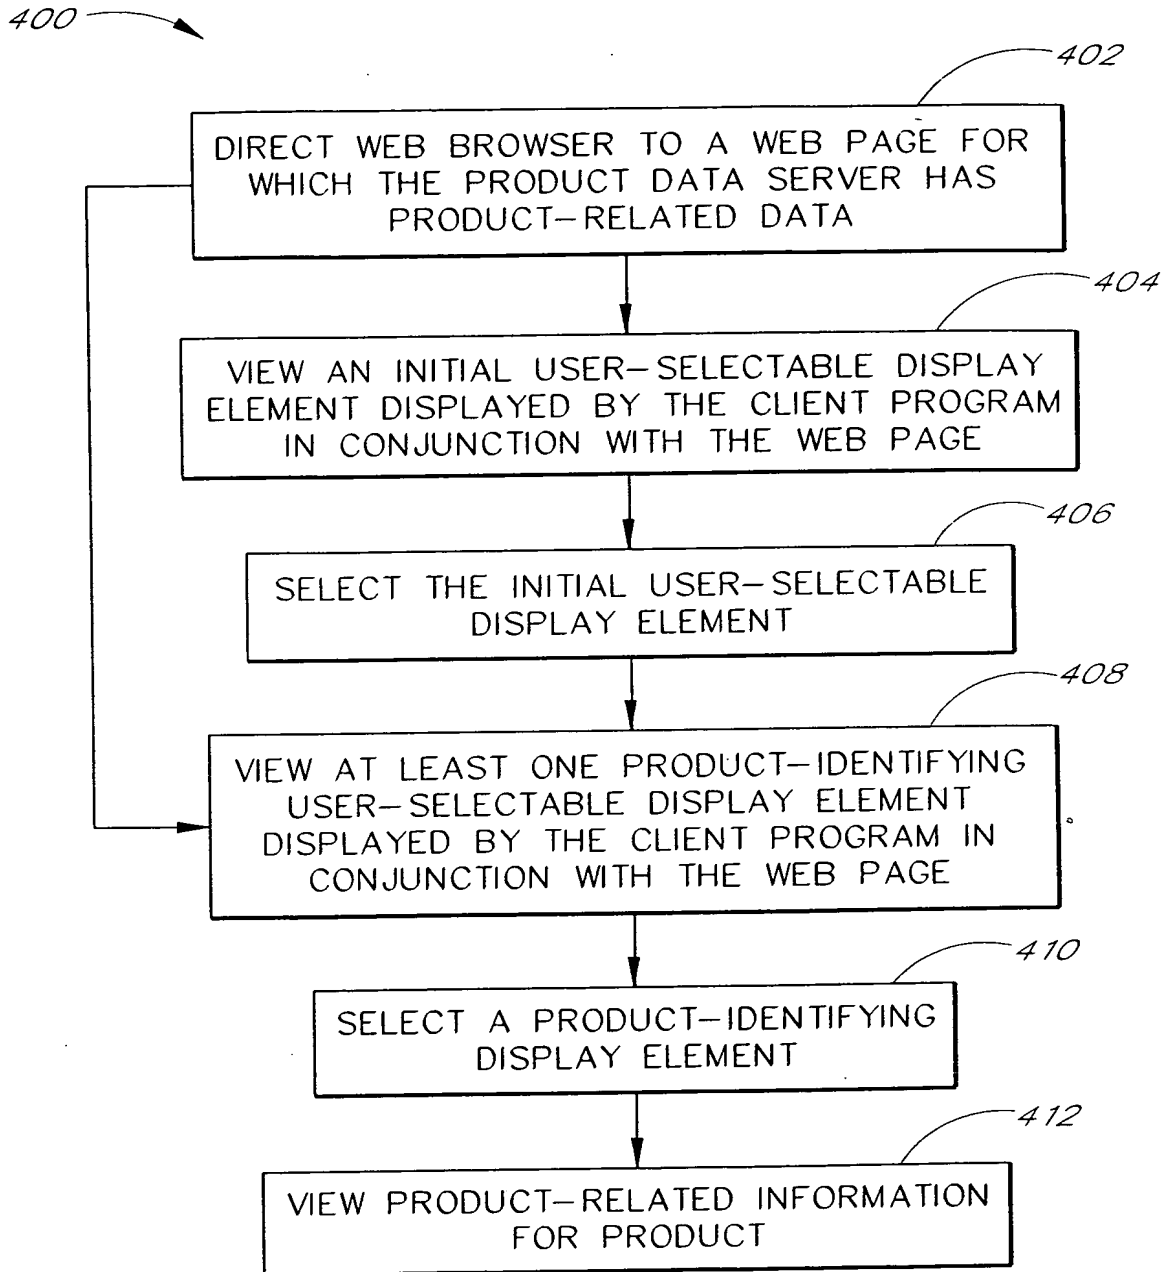 400
402
DIRECT WEB BROWSER TO A WEB PAGE FOR
WHICH THE PRODUCT DATA SERVER HAS
PRODUCT-RELATED DATA
404
VIEW AN INITIAL USER-SELECTABLE DISPLAY
ELEMENT DISPLAYED BY THE CLIENT PROGRAM
IN CONJUNCTION WITH THE WEB PAGE
406
SELECT THE INITIAL USER-SELECTABLE
DISPLAY ELEMENT
408
VIEW AT LEAST ONE PRODUCT-IDENTIFYING
USER-SELECTABLE DISPLAY ELEMENT
DISPLAYED BY THE CLIENT PROGRAM IN
CONJUNCTION WITH THE WEB PAGE
410
SELECT A PRODUCT-IDENTIFYING
DISPLAY ELEMENT
412
VIEW PRODUCT-RELATED INFORMATION
FOR PRODUCT